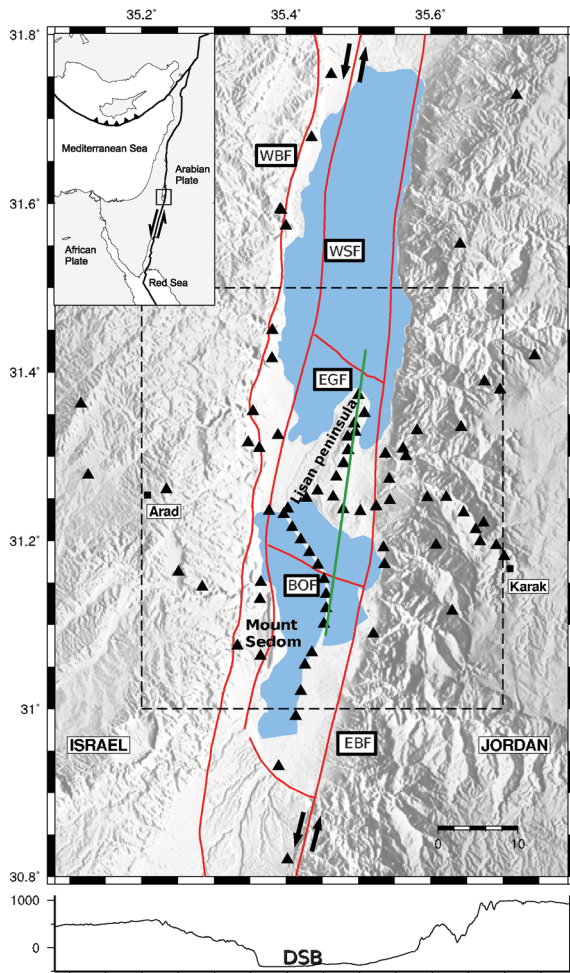 35.2° 35.4° 35.6°
31.8°
31.6°
31.4°
31.2°
31°
30.8°
Mediterranean Sea
Arabian
Plate
African
Plate
Red Sea
WBF
WSF
EGF
Lisan peninsula
Arad
BOF
Karak
Mount
Sedom
ISRAEL
EBF
JORDAN
0 10
1000
0
DSB